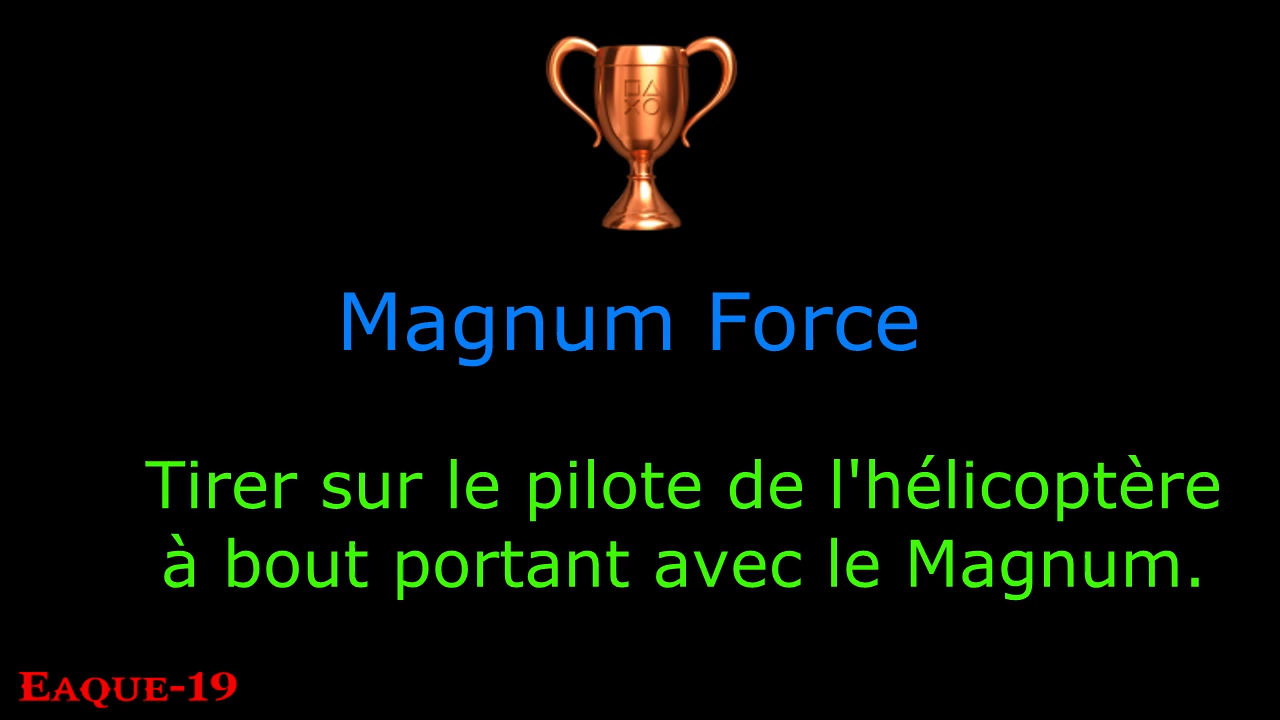 Magnum Force
Tirer sur le pilote de l'hélicoptère
à bout portant avec le Magnum.
EAQUE-19